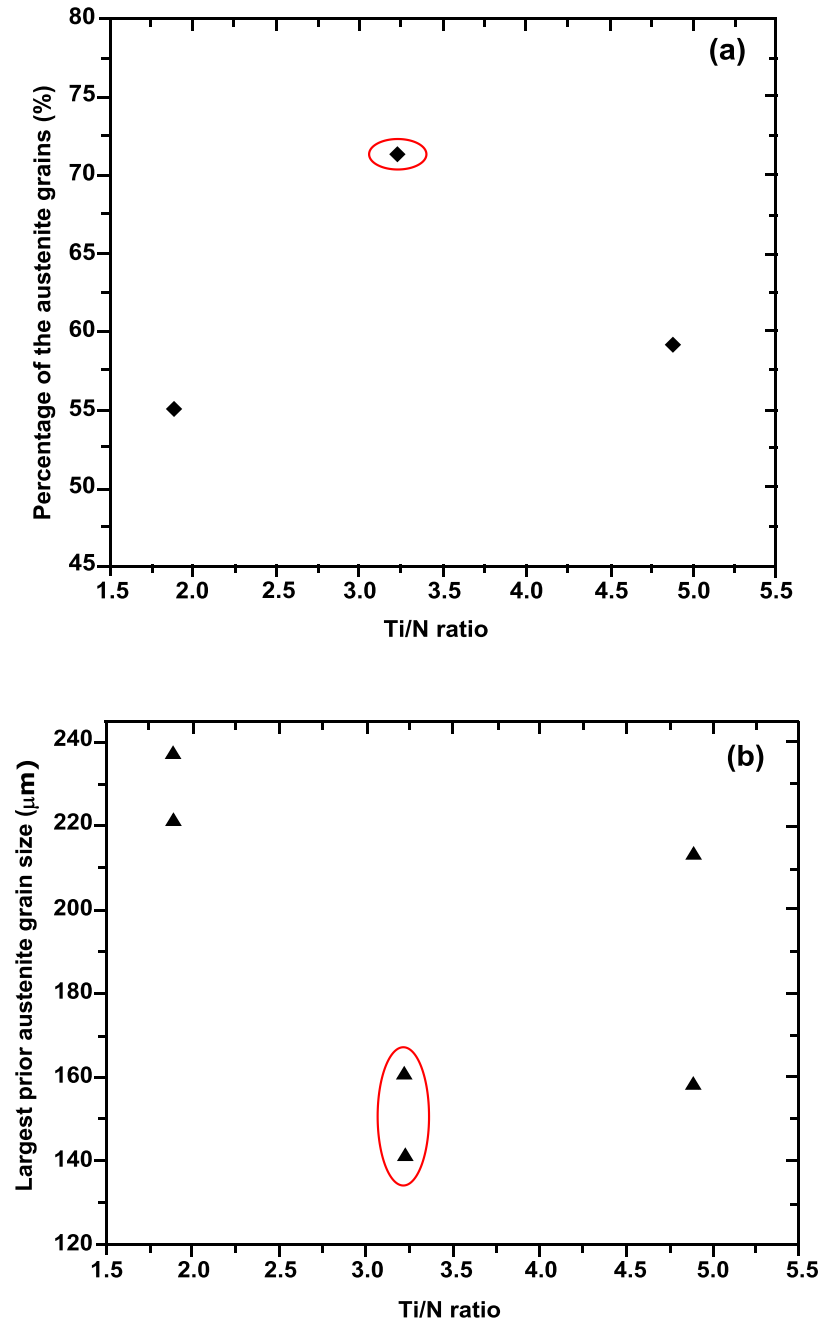 (a)
Percentage of the austenite grains (%)
80
75
70
65
60
55
50
45
1.5 2.0 2.5 3.0 3.5 4.0 4.5 5.0 5.5
Ti/N ratio
(b)
Largest prior austenite grain size (μm)
240
220
200
180
160
140
120
1.5 2.0 2.5 3.0 3.5 4.0 4.5 5.0 5.5
Ti/N ratio